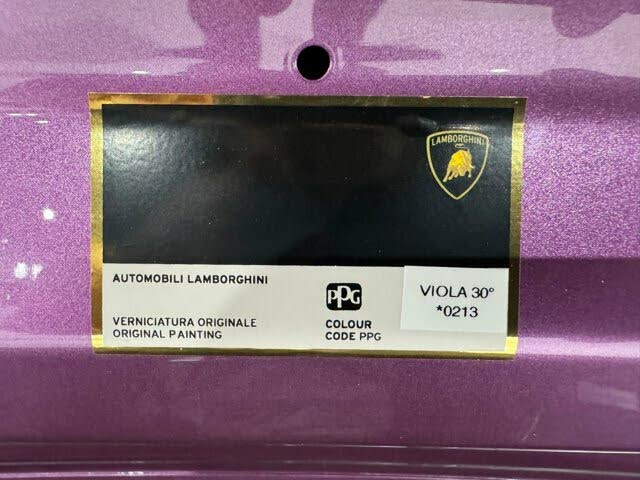 LAMBORGHINI
AUTOMOBILI LAMBORGHINI
VERNICIATURA ORIGINALE
ORIGINAL PAINTING
PPG
COLOUR
CODE PPG
VIOLA 30°
*0213